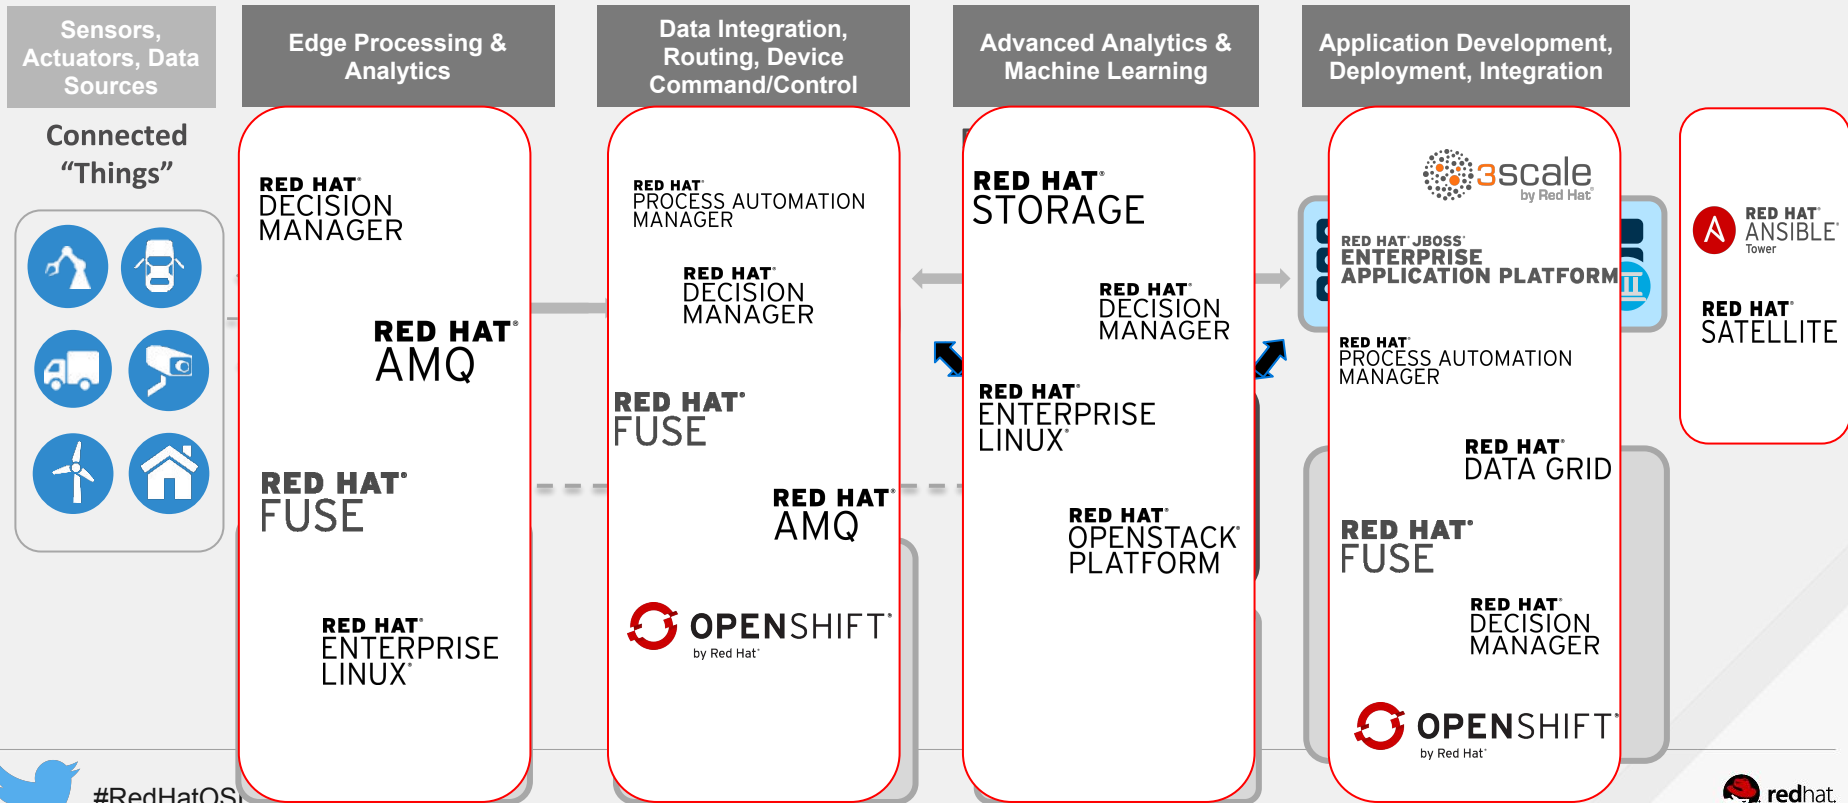 Sensors,
Actuators, Data
Sources
Edge Processing &
Analytics
Data Integration,
Routing, Device
Command/Control
Advanced Analytics &
Machine Learning
Application Development,
Deployment, Integration
Connected
“Things”
RED HAT®
DECISION
MANAGER
RED HAT®
AMQ
RED HAT®
FUSE
RED HAT®
ENTERPRISE
LINUX®
RED HAT®
PROCESS AUTOMATION
MANAGER
RED HAT®
DECISION
MANAGER
RED HAT®
FUSE
RED HAT®
AMQ
OPENSHIFT®
by Red Hat®
RED HAT®
STORAGE
RED HAT®
DECISION
MANAGER
RED HAT®
ENTERPRISE
LINUX®
RED HAT®
OPENSTACK®
PLATFORM
3scale
by Red Hat®
RED HAT® JBOSS®
ENTERPRISE
APPLICATION PLATFORM
RED HAT®
PROCESS AUTOMATION
MANAGER
RED HAT®
DATA GRID
RED HAT®
FUSE
RED HAT®
DECISION
MANAGER
OPENSHIFT®
by Red Hat®
RED HAT®
ANSIBLE®
Tower
RED HAT®
SATELLITE
#RedHatOS
redhat.